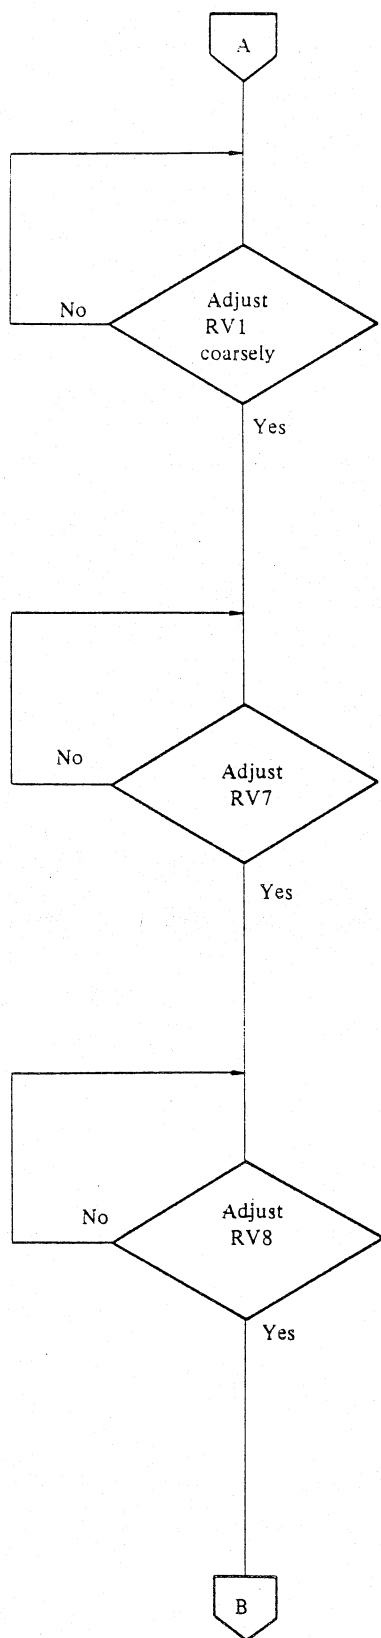 A
No
Adjust
RV1
coarsely
Yes
No
Adjust
RV7
Yes
No
Adjust
RV8
Yes
B